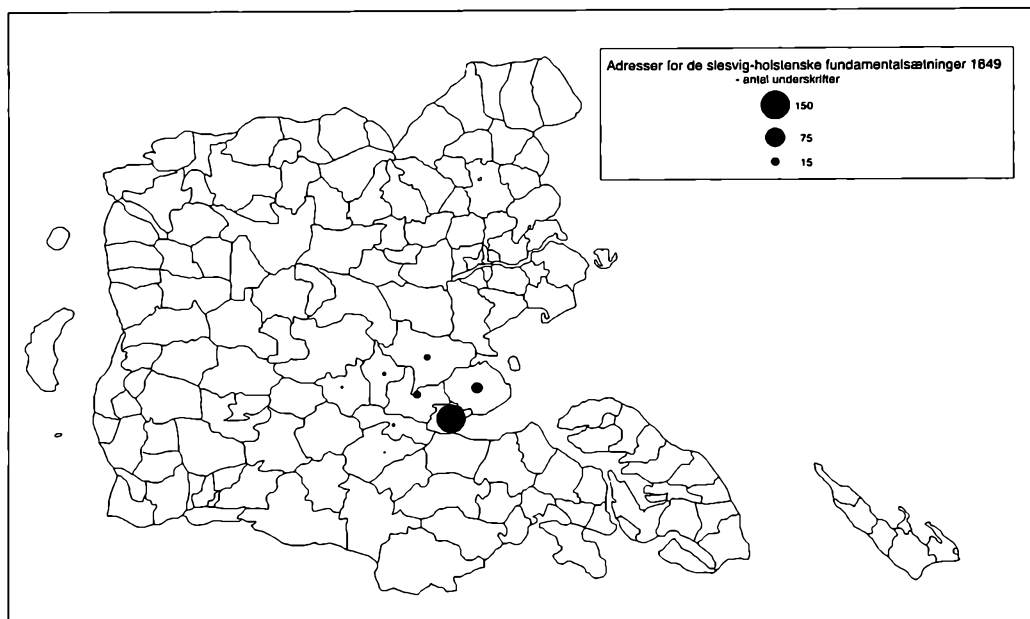 Adresser for de slesvig-holstenske fundamentalsætninger 1849
- antal underskrifter
150
75
15